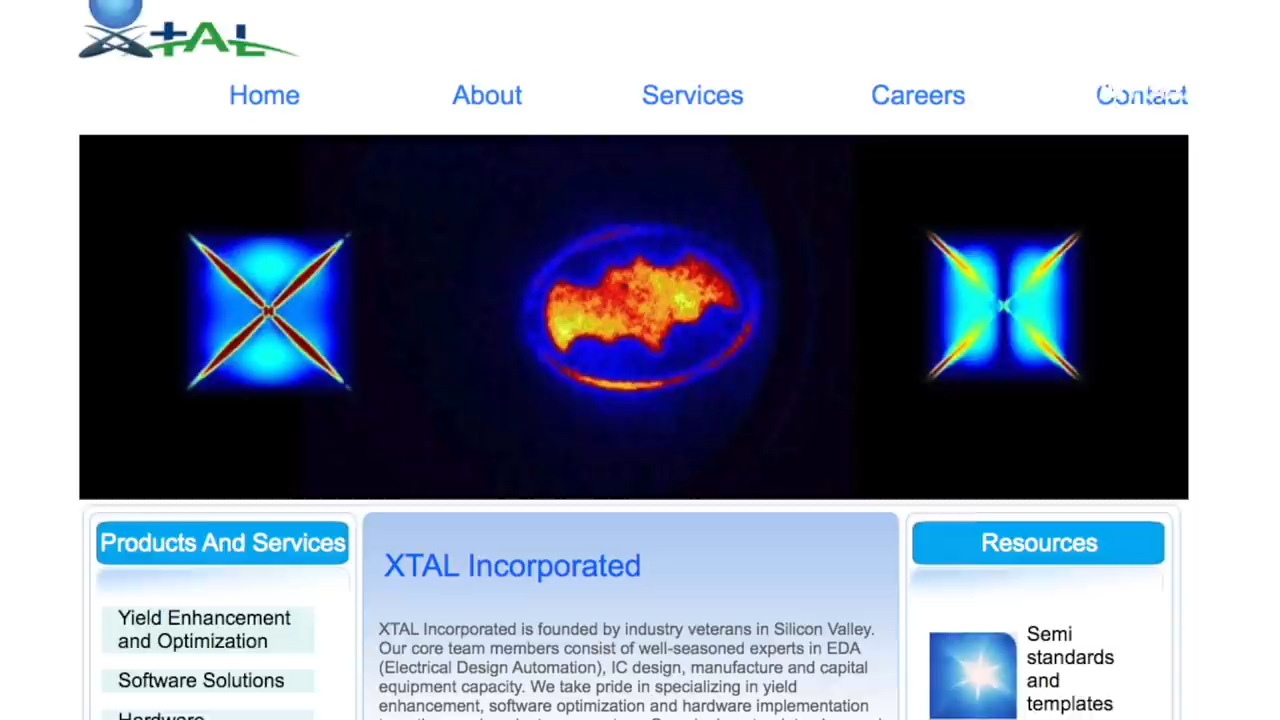 XtAL
Home
About
Services
Careers
Contact
Products And Services
Yield Enhancement
and Optimization
Software Solutions
Hardware
XTAL Incorporated
XTAL Incorporated is founded by industry veterans in Silicon Valley.
Our core team members consist of well-seasoned experts in EDA
(Electrical Design Automation), IC design, manufacture and capital
equipment capacity. We take pride in specializing in yield
enhancement, software optimization and hardware implementation
Resources
Semi
standards
and
templates